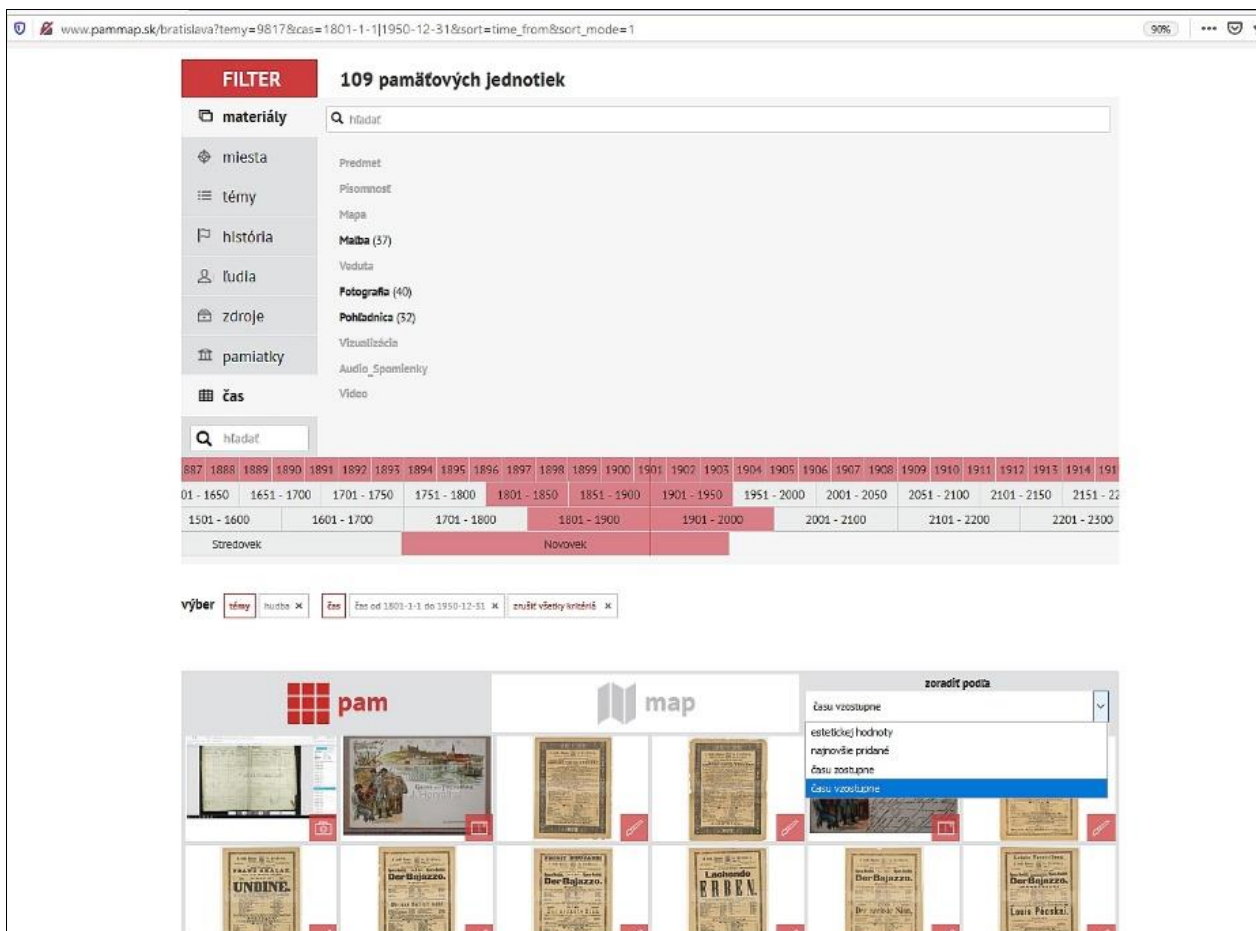 www.pammap.sk/bratislava?temy=9817&cas=1801-1-1|1950-12-31&sort=time_from&sort_mode=1
90%
FILTER
109 pamäťových jednotiek
materiály
hľadať
miesta
témy
história
ľudia
zdroje
pamiatky
čas
hľadať
Predmet
Písomnosť
Mapa
Maľba (37)
Veduta
Fotografia (40)
Pohľadnica (32)
Vizualizácia
Audio_Spomienky
Video
887 1888 1889 1890 1891 1892 1893 1894 1895 1896 1897 1898 1899 1900 1901 1902 1903 1904 1905 1906 1907 1908 1909 1910 1911 1912 1913 1914 191
01 - 1650 1651 - 1700 1701 - 1750 1751 - 1800 1801 - 1850 1851 - 1900 1901 - 1950 1951 - 2000 2001 - 2050 2051 - 2100 2101 - 2150 2151 - 22
1501 - 1600 1601 - 1700 1701 - 1800 1801 - 1900 1901 - 2000 2001 - 2100 2101 - 2200 2201 - 2300
Stredovek Novovek
výber témy hudba × čas čas od 1801-1-1 do 1950-12-31 × zrušiť všetky kritériá ×
pam
map
zoradiť podľa
času vzostupne
estetickej hodnoty
najnovšie pridané
času zostupne
času vzostupne
UNDINE.
Der Bajazzo.
Der Bajazzo.
Lachende
ERBEN.
Der Bajazzo.
Der Bajazzo.